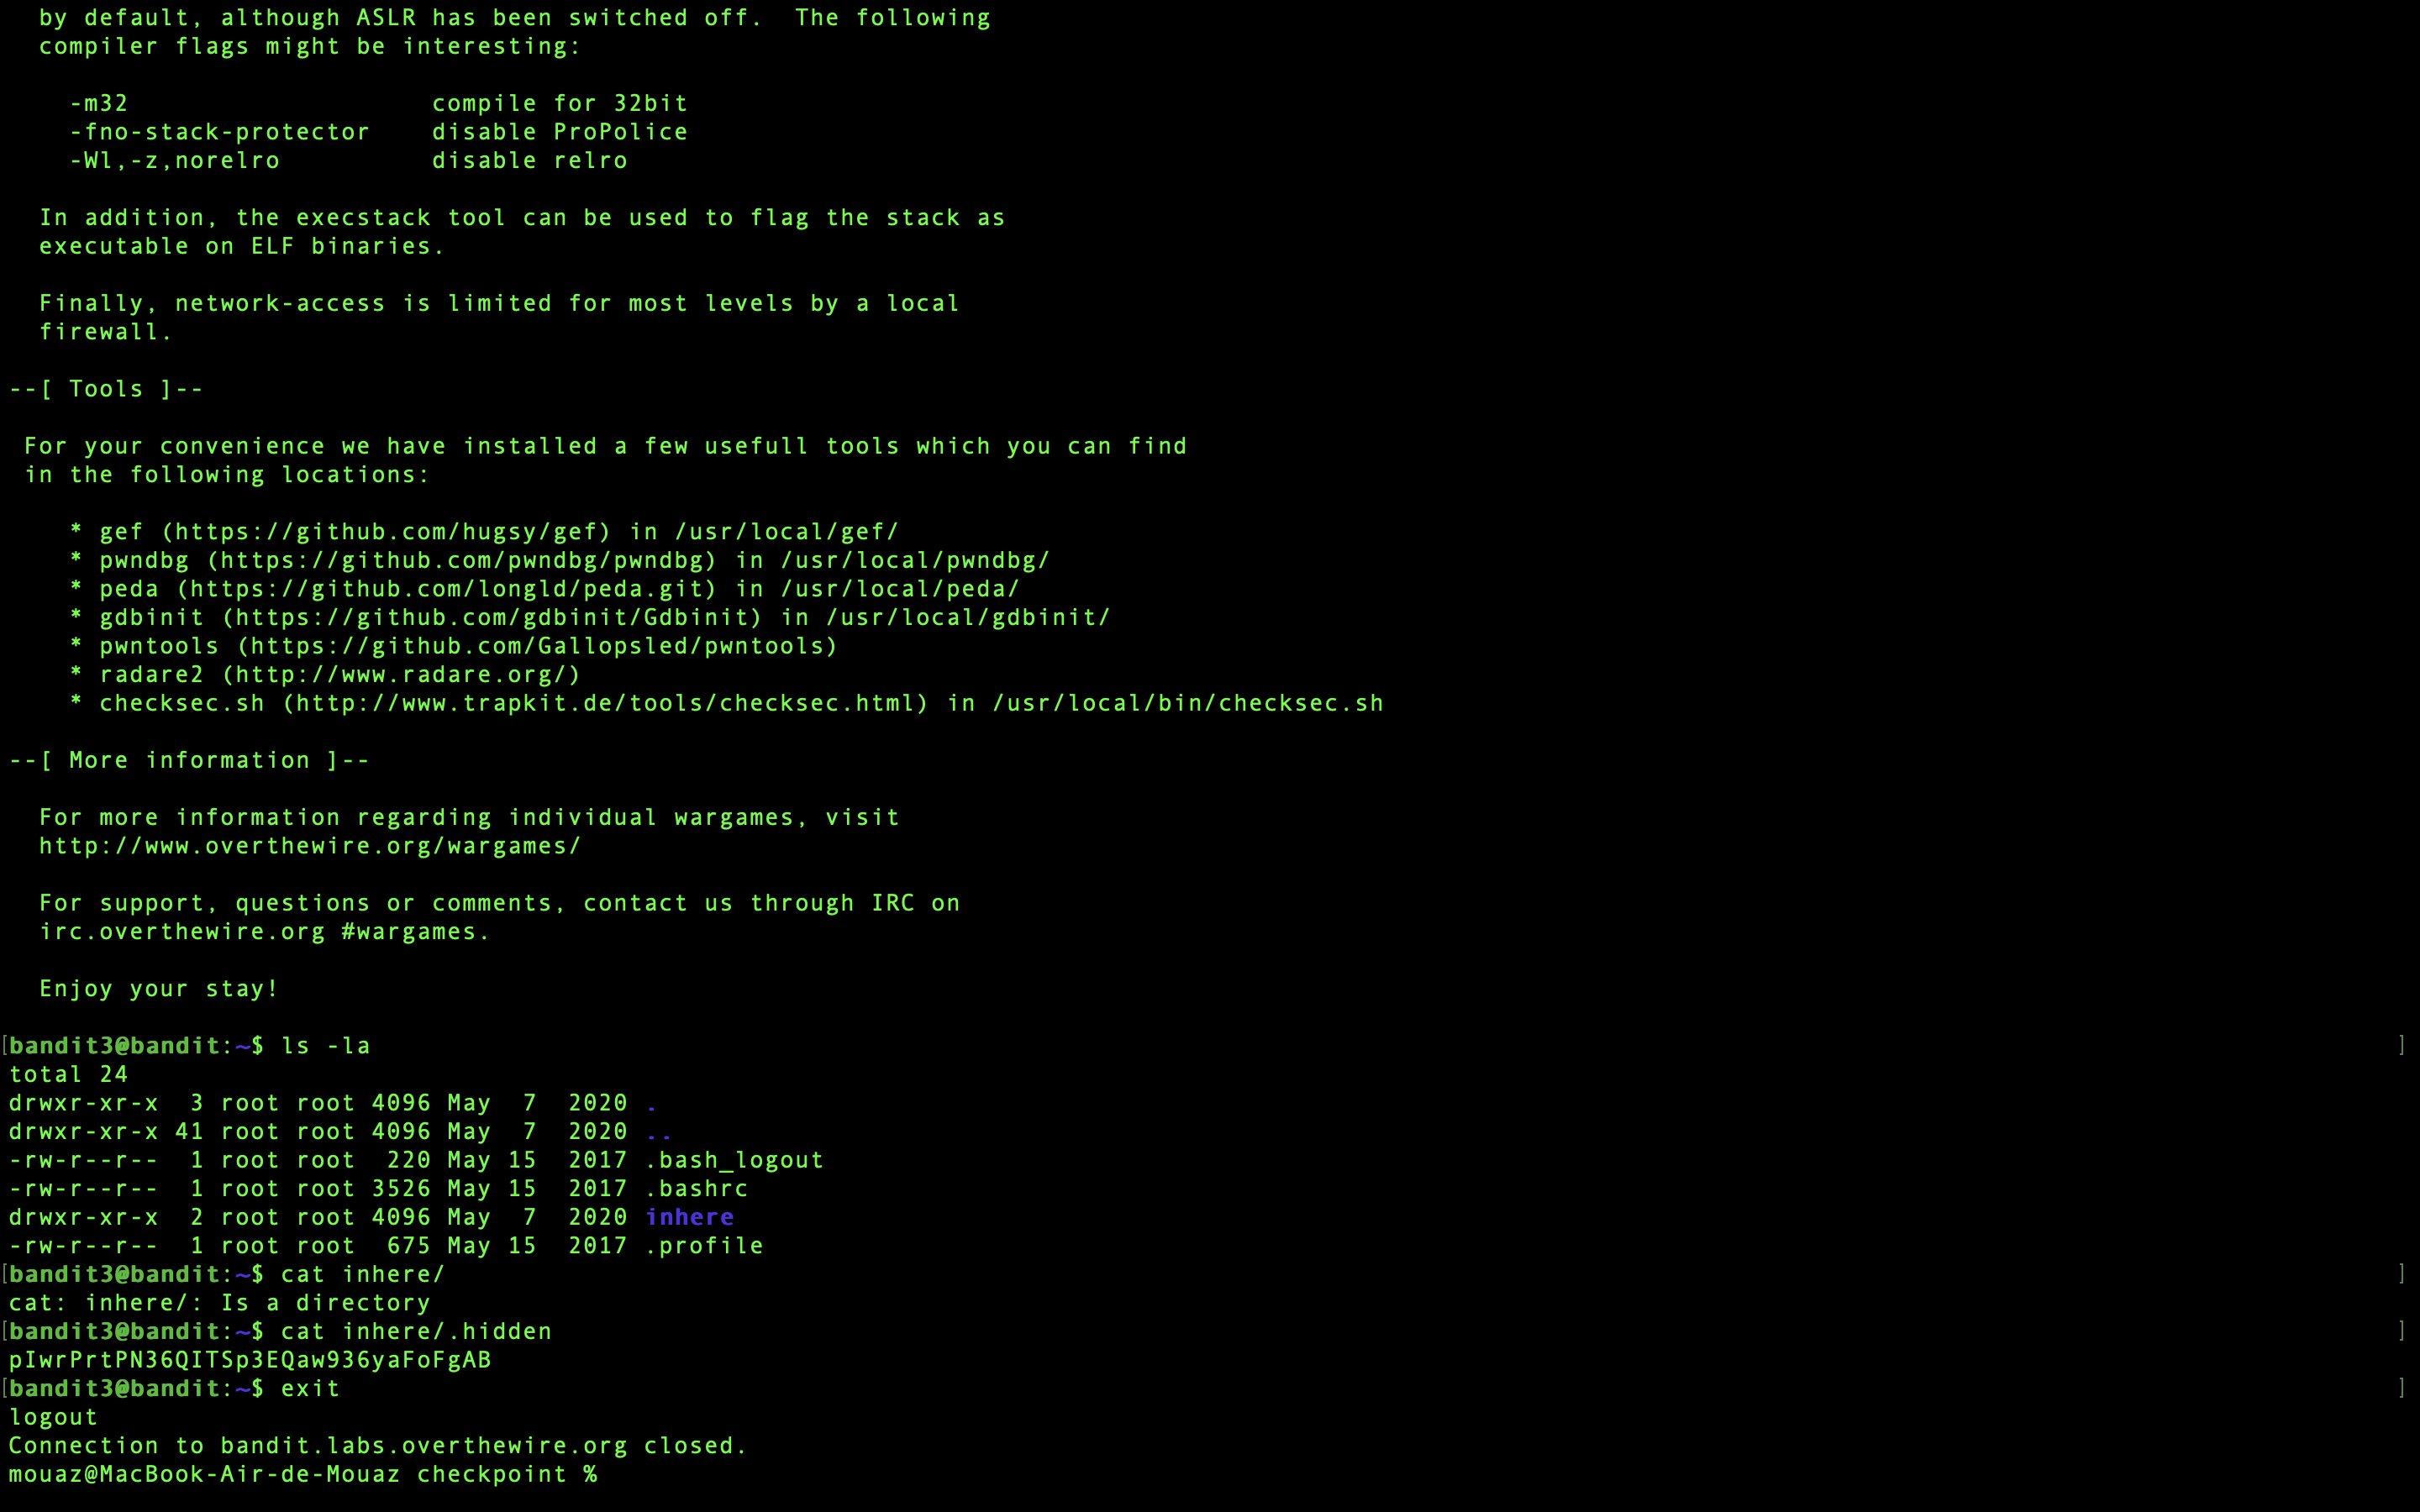 by default, although ASLR has been switched off.  The following
compiler flags might be interesting:
-m32                    compile for 32bit
-fno-stack-protector    disable ProPolice
-Wl,-z,norelro          disable relro
In addition, the execstack tool can be used to flag the stack as
executable on ELF binaries.
Finally, network-access is limited for most levels by a local
firewall.
--[ Tools ]--
For your convenience we have installed a few usefull tools which you can find
in the following locations:
* gef (https://github.com/hugsy/gef) in /usr/local/gef/
* pwndbg (https://github.com/pwndbg/pwndbg) in /usr/local/pwndbg/
* peda (https://github.com/longld/peda.git) in /usr/local/peda/
* gdbinit (https://github.com/gdbinit/Gdbinit) in /usr/local/gdbinit/
* pwntools (https://github.com/Gallopsled/pwntools)
* radare2 (http://www.radare.org/)
* checksec.sh (http://www.trapkit.de/tools/checksec.html) in /usr/local/bin/checksec.sh
--[ More information ]--
For more information regarding individual wargames, visit
http://www.overthewire.org/wargames/
For support, questions or comments, contact us through IRC on
irc.overthewire.org #wargames.
Enjoy your stay!
[bandit3@bandit:~$ ls -la ]
total 24
drwxr-xr-x  3 root root 4096 May  7  2020 .
drwxr-xr-x 41 root root 4096 May  7  2020 ..
-rw-r--r--  1 root root  220 May 15  2017 .bash_logout
-rw-r--r--  1 root root 3526 May 15  2017 .bashrc
drwxr-xr-x  2 root root 4096 May  7  2020 inhere
-rw-r--r--  1 root root  675 May 15  2017 .profile
[bandit3@bandit:~$ cat inhere/ ]
cat: inhere/: Is a directory
[bandit3@bandit:~$ cat inhere/.hidden ]
pIwrPrtPN36QITSp3EQaw936yaFoFgAB
[bandit3@bandit:~$ exit ]
logout
Connection to bandit.labs.overthewire.org closed.
mouaz@MacBook-Air-de-Mouaz checkpoint %